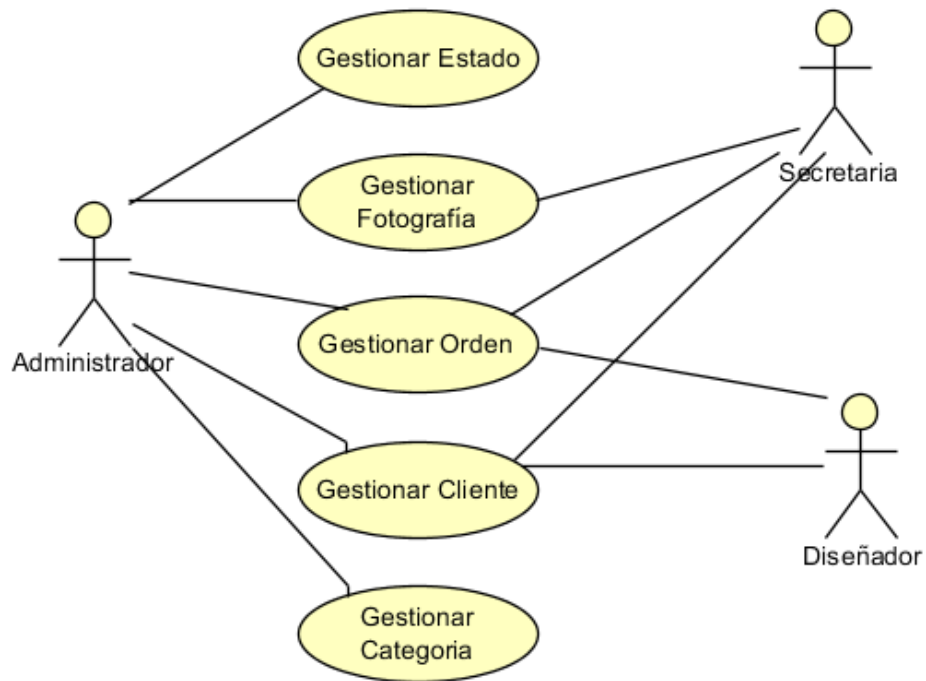 Gestionar Estado
Secretaria
Gestionar
Fotografía
Administrador
Gestionar Orden
Gestionar Cliente
Diseñador
Gestionar
Categoria